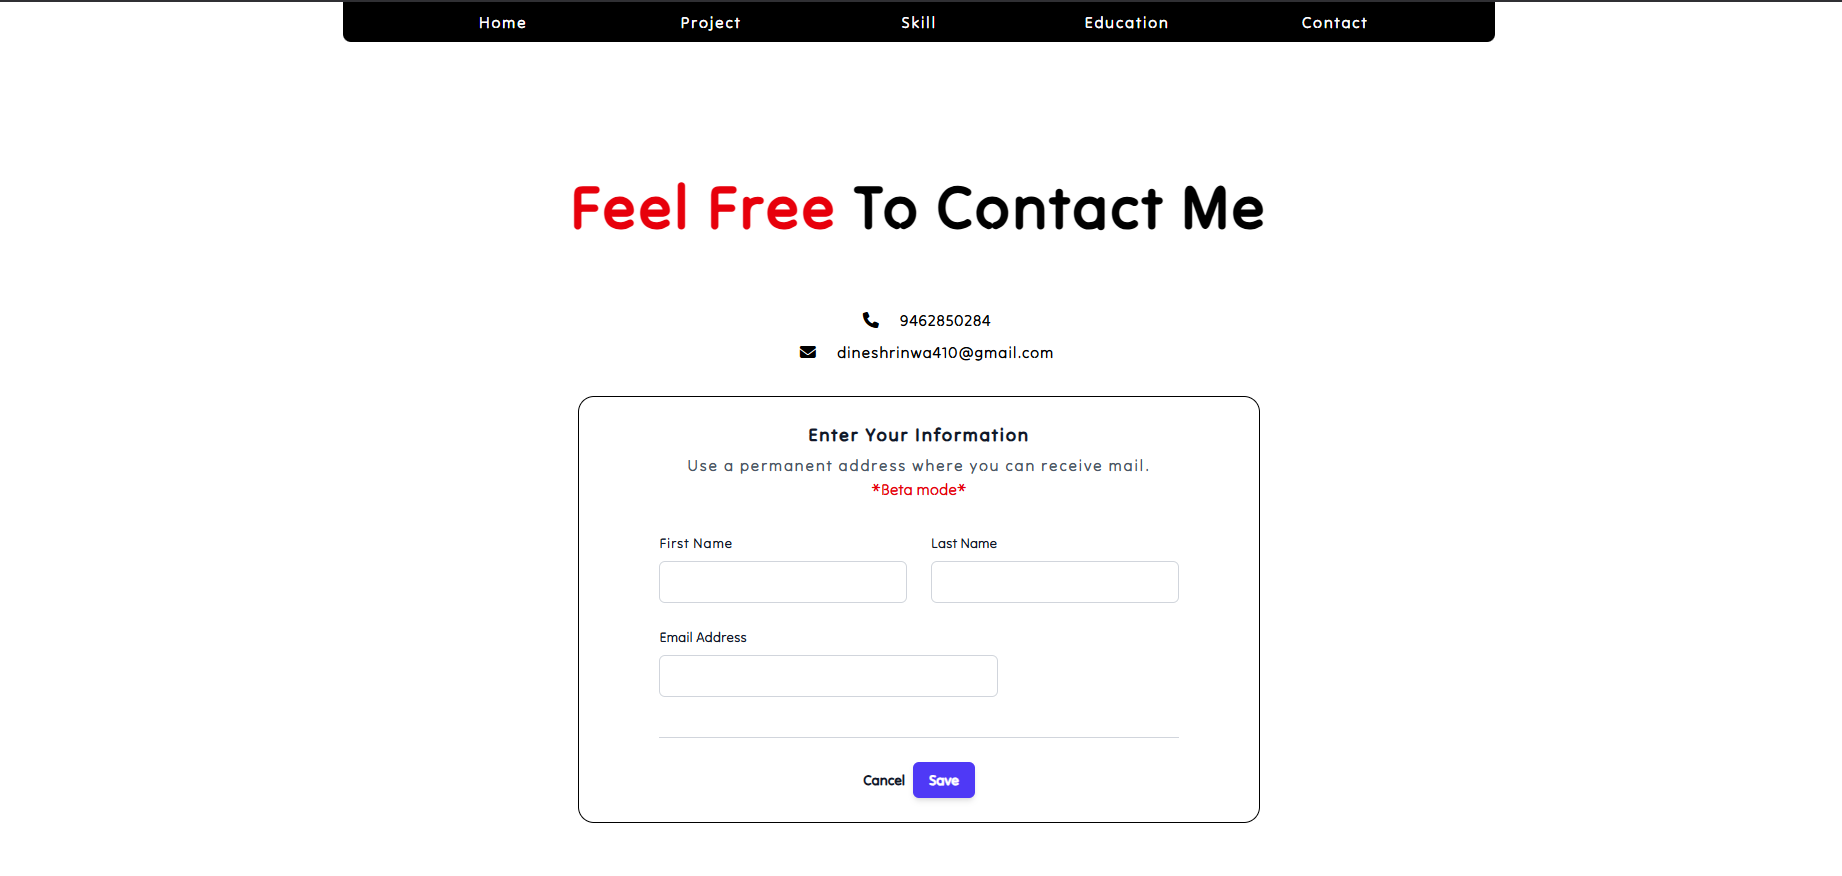 Home Project Skill Education Contact
Feel Free To Contact Me
9462850284
dineshrinwa410@gmail.com
Enter Your Information
Use a permanent address where you can receive mail.
*Beta mode*
First Name Last Name
Email Address
Cancel Save